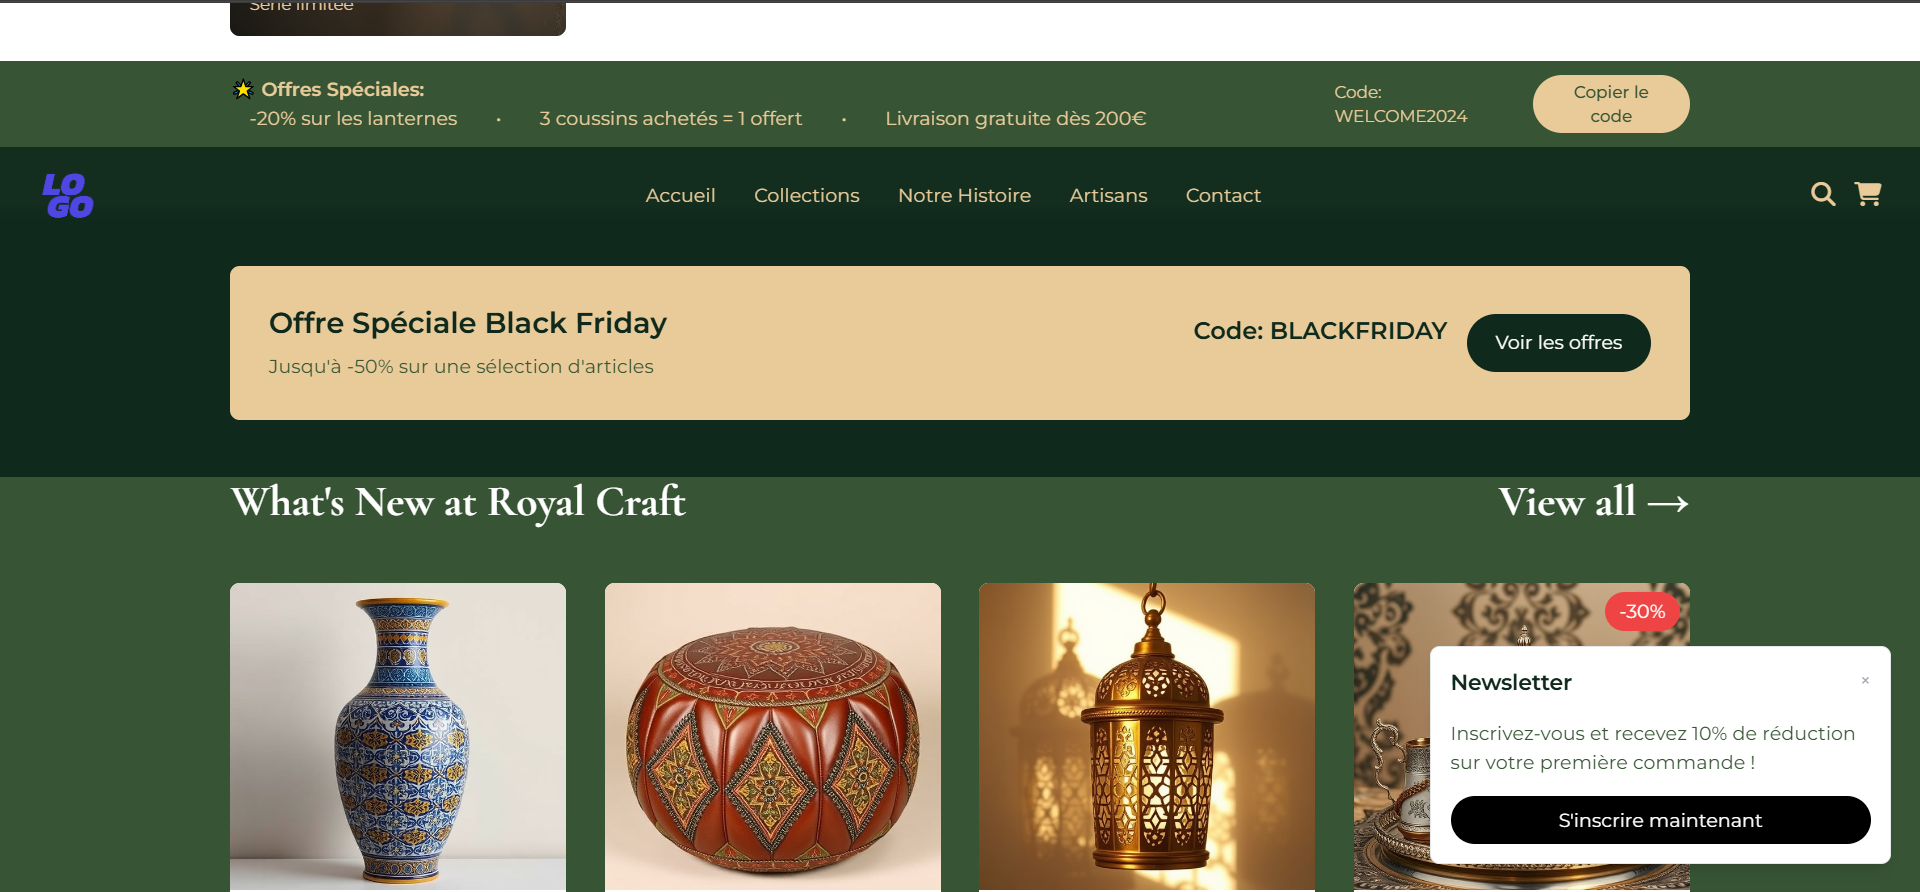 Série limitée
Offres Spéciales:
-20% sur les lanternes • 3 coussins achetés = 1 offert • Livraison gratuite dès 200€
Code:
WELCOME2024
Copier le
code
LO
GO
Accueil Collections Notre Histoire Artisans Contact
Offre Spéciale Black Friday
Jusqu'à -50% sur une sélection d'articles
Code: BLACKFRIDAY
Voir les offres
What's New at Royal Craft
View all →
-30%
Newsletter
×
Inscrivez-vous et recevez 10% de réduction
sur votre première commande !
S'inscrire maintenant